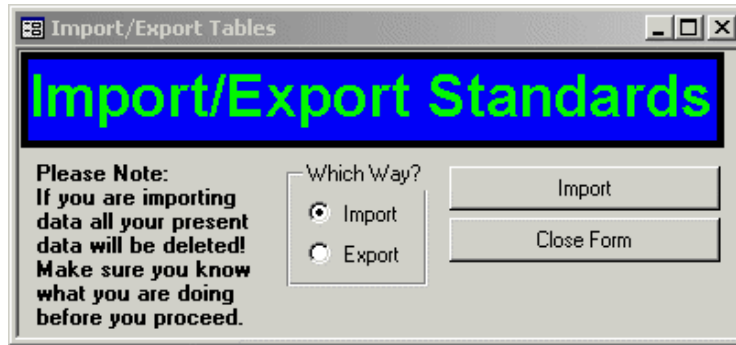 Import/Export Tables
Import/Export Standards
Please Note:
If you are importing
data all your present
data will be deleted!
Make sure you know
what you are doing
before you proceed.
Which Way?
Import
Export
Import
Close Form